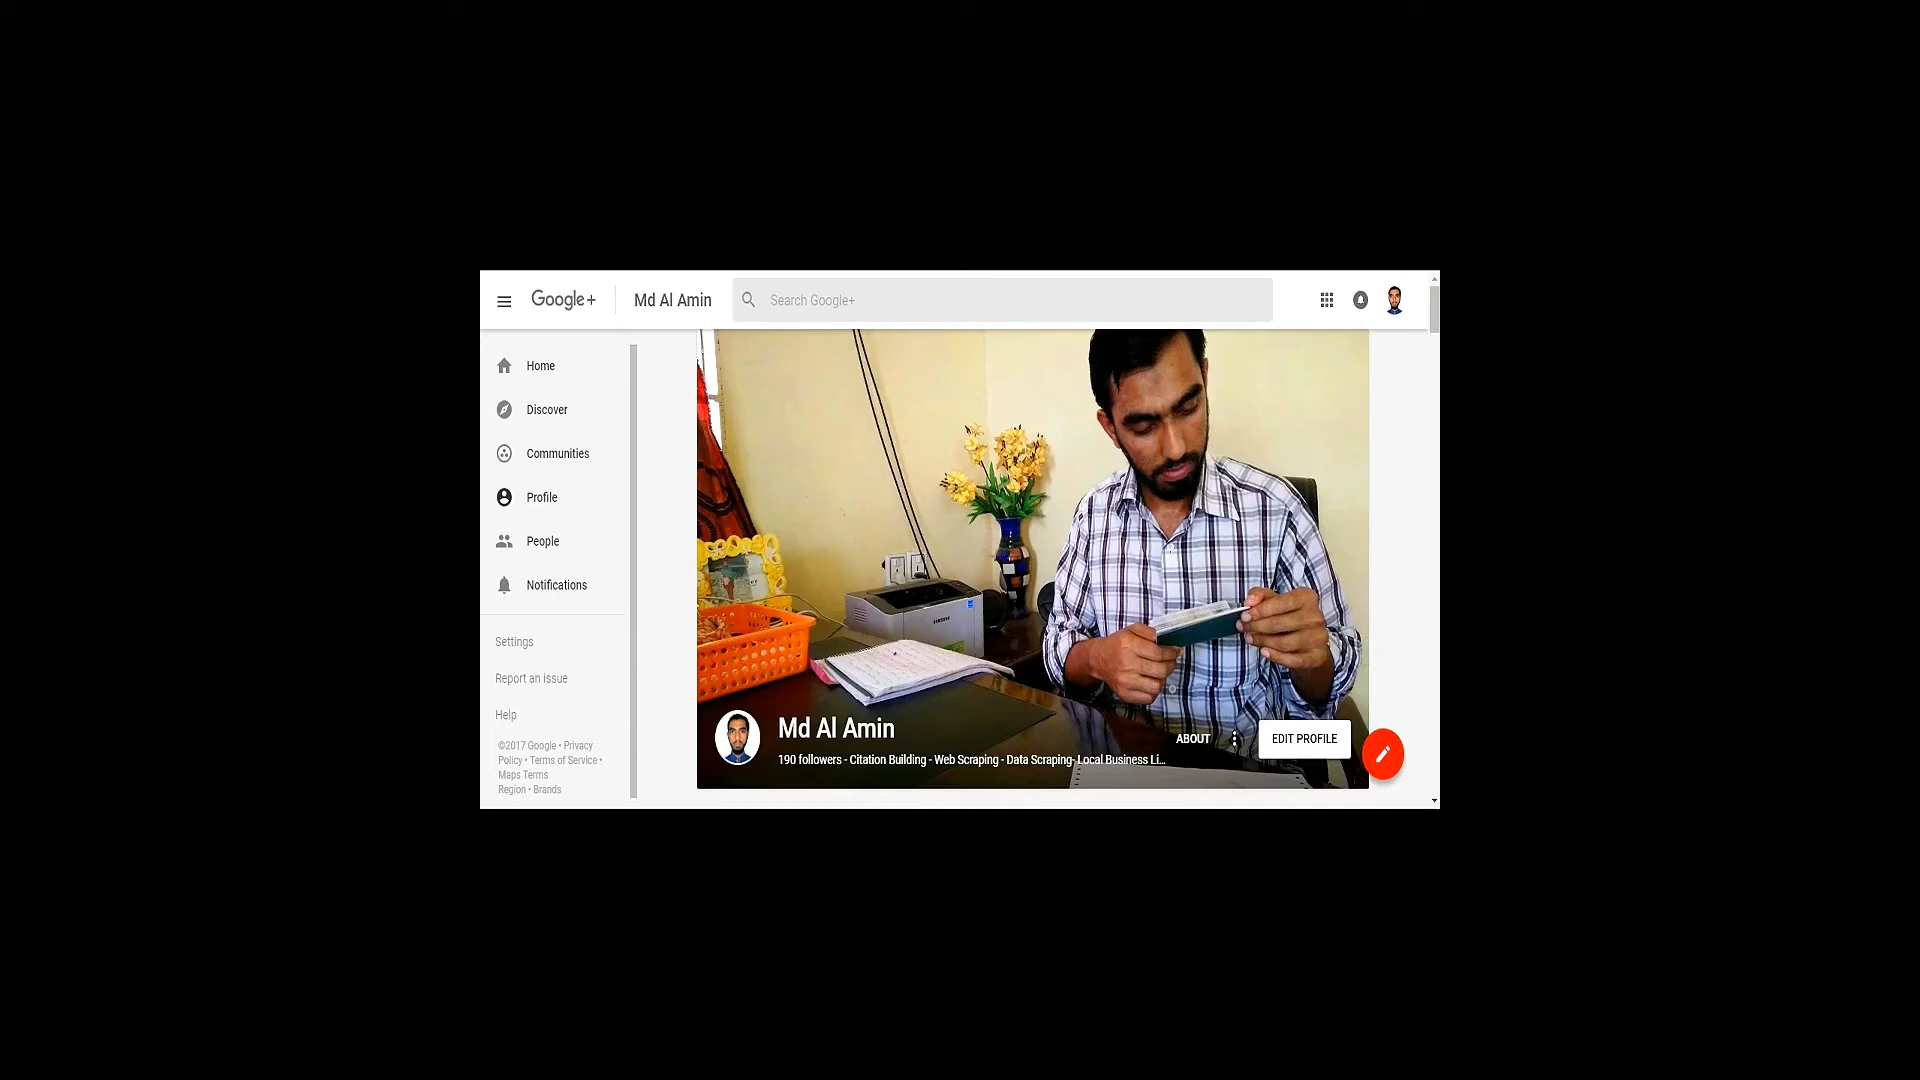 Google+
Md Al Amin
Search Google+
Home
Discover
Communities
Profile
People
Notifications
Settings
Report an issue
Help
©2017 Google • Privacy
Policy • Terms of Service •
Maps Terms
Region • Brands
SAMSUNG
Md Al Amin
190 followers - Citation Building - Web Scraping - Data Scraping- Local Business Li...
ABOUT
EDIT PROFILE